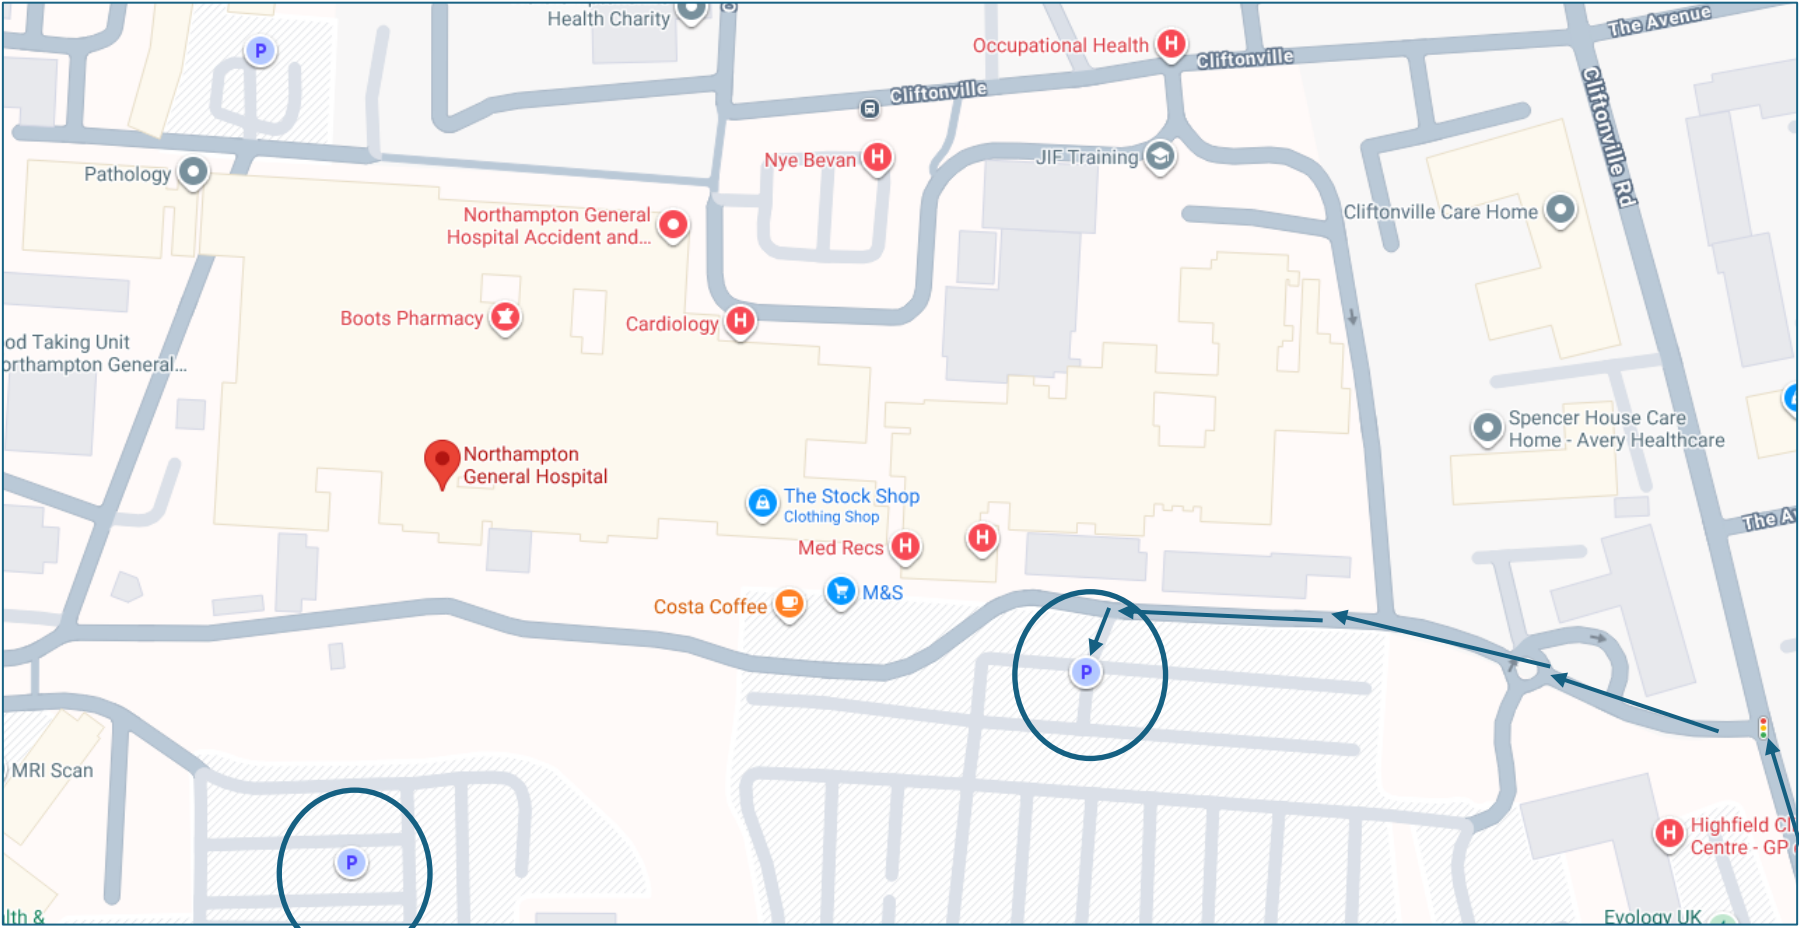 Health Charity
The Avenue
P
Occupational Health
H
Cliftonville
Cliftonville
Cliftonville Rd
Nye Bevan
H
JIF Training
Pathology
Northampton General
Hospital Accident and...
Cliftonville Care Home
Boots Pharmacy
Cardiology
H
od Taking Unit
orthampton General...
Spencer House Care
Home - Avery Healthcare
Northampton
General Hospital
The Stock Shop
Clothing Shop
The A
Med Recs
H
H
Costa Coffee
M&S
P
MRI Scan
P
H
Highfield Cl
Centre - GP
lth &
Evology UK